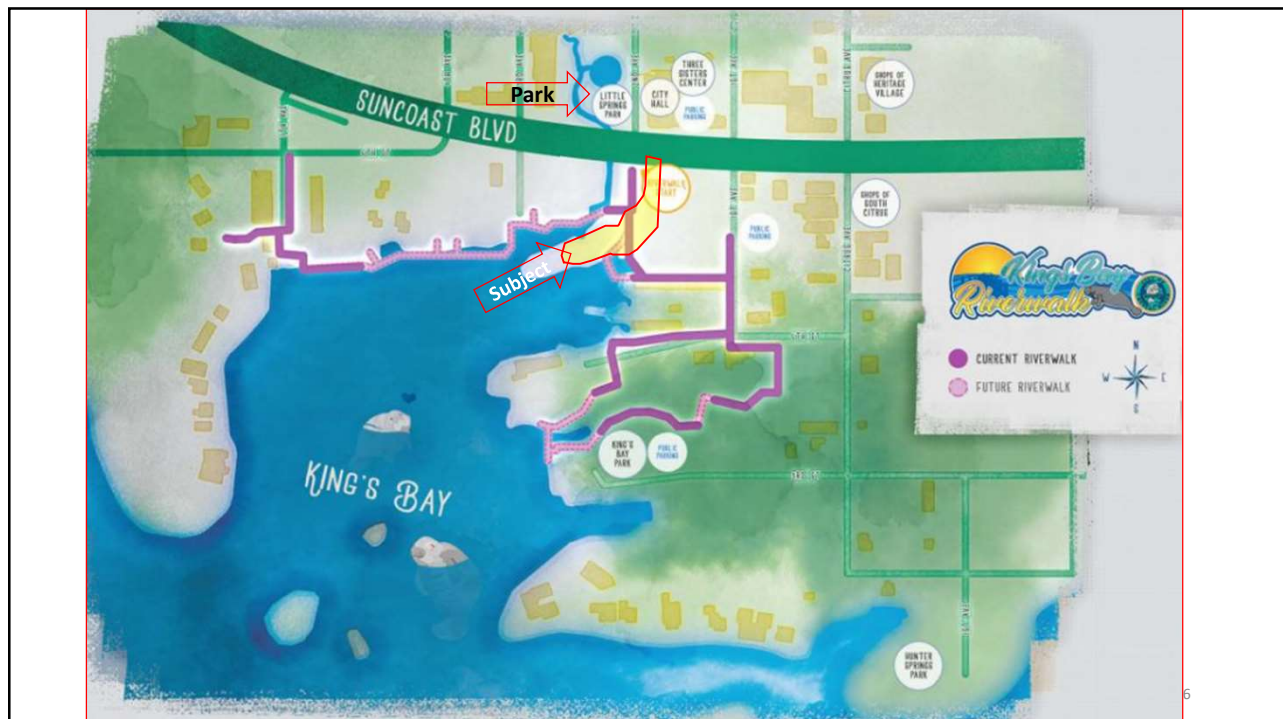 Park
LITTLE
SPRINGS
PARK
CITY
HALL
THREE
SISTERS
CENTER
PUBLIC
PARKING
SHOPS OF
HERITAGE
VILLAGE
SUNCOAST BLVD
SHOPS OF
SOUTH
CITRUS
PUBLIC
PARKING
Subject
King's Bay
Riverwalk
CURRENT RIVERWALK
FUTURE RIVERWALK
N
W
E
KING'S
BAY
PARK
PUBLIC
PARKING
KING'S BAY
HUNTER
SPRINGS
PARK
6